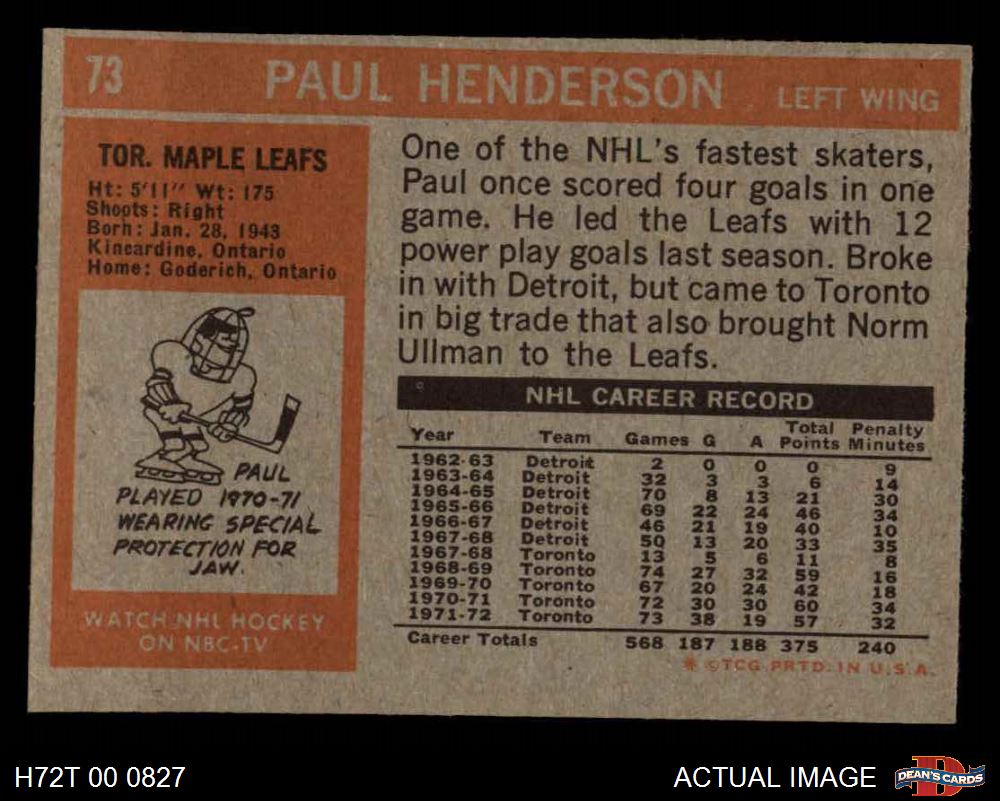 73 PAUL HENDERSON LEFT WING
TOR. MAPLE LEAFS
Ht: 5'11" Wt: 175
Shoots: Right
Born: Jan. 28, 1943
Kincardine, Ontario
Home: Goderich, Ontario
PAUL
PLAYED 1970-71
WEARING SPECIAL
PROTECTION FOR
JAW.
WATCH NHL HOCKEY
ON NBC-TV
One of the NHL's fastest skaters,
Paul once scored four goals in one
game. He led the Leafs with 12
power play goals last season. Broke
in with Detroit, but came to Toronto
in big trade that also brought Norm
Ullman to the Leafs.
NHL CAREER RECORD
Year Team Games G A Total Points Penalty Minutes
1962-63 Detroit 2 0 0 0 9
1963-64 Detroit 32 3 3 6 14
1964-65 Detroit 70 8 13 21 30
1965-66 Detroit 69 22 24 46 34
1966-67 Detroit 46 21 19 40 10
1967-68 Detroit 50 13 20 33 35
1967-68 Toronto 13 5 6 11 8
1968-69 Toronto 74 27 32 59 16
1969-70 Toronto 67 20 24 42 18
1970-71 Toronto 72 30 30 60 34
1971-72 Toronto 73 38 19 57 32
Career Totals 568 187 188 375 240
* ©TCG PRTD. IN U.S.A.
H72T 00 0827 ACTUAL IMAGE DEAN'S CARDS